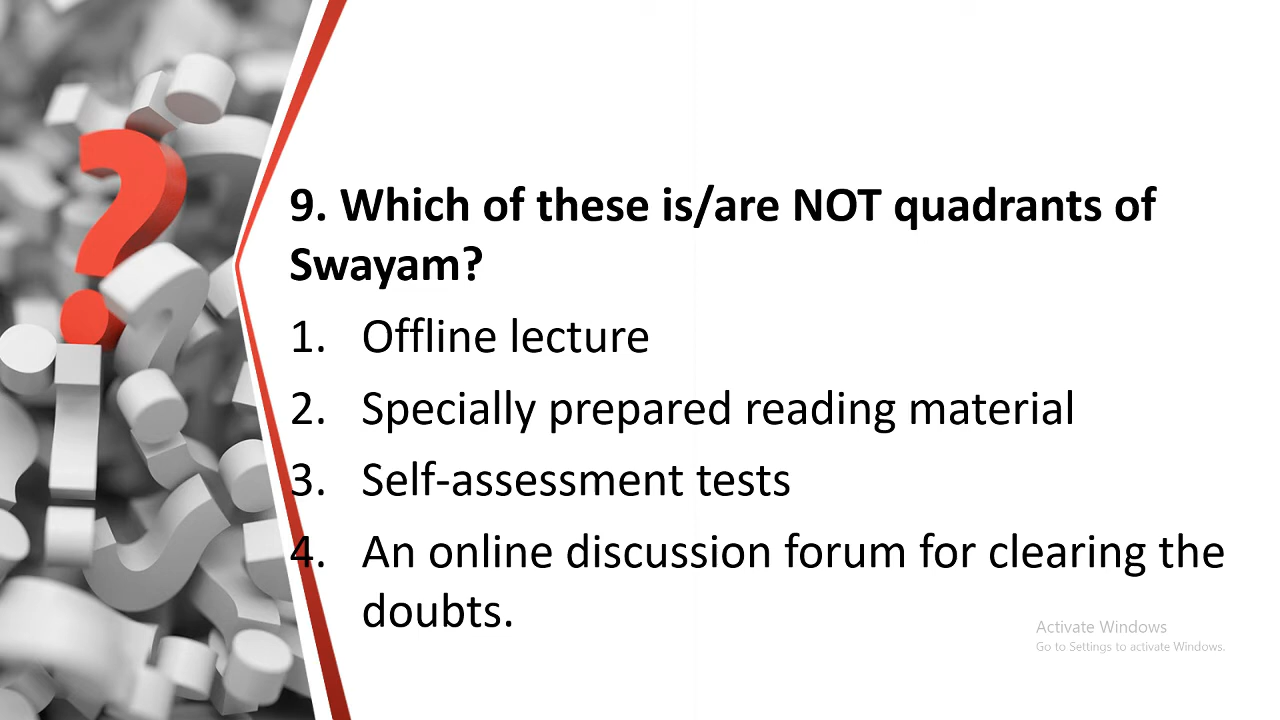 9. Which of these is/are NOT quadrants of
Swayam?
1. Offline lecture
2. Specially prepared reading material
3. Self-assessment tests
4. An online discussion forum for clearing the
doubts.
Activate Windows
Go to Settings to activate Windows.